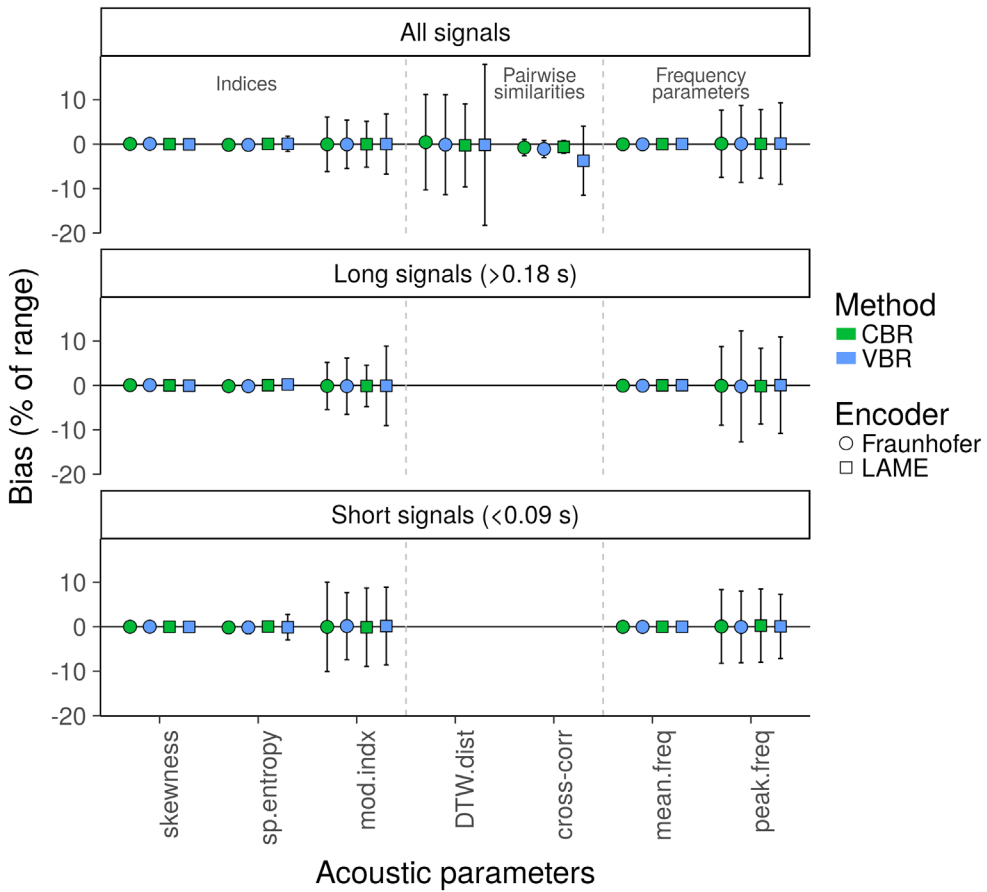 All signals
Indices
Pairwise
similarities
Frequency
parameters
10
0
-10
-20
Long signals (>0.18 s)
10
0
-10
-20
Short signals (<0.09 s)
10
0
-10
-20
Bias (% of range)
skewness
sp.entropy
mod.indx
DTW.dist
cross-corr
mean.freq
peak.freq
Acoustic parameters
Method
CBR
VBR
Encoder
Fraunhofer
LAME